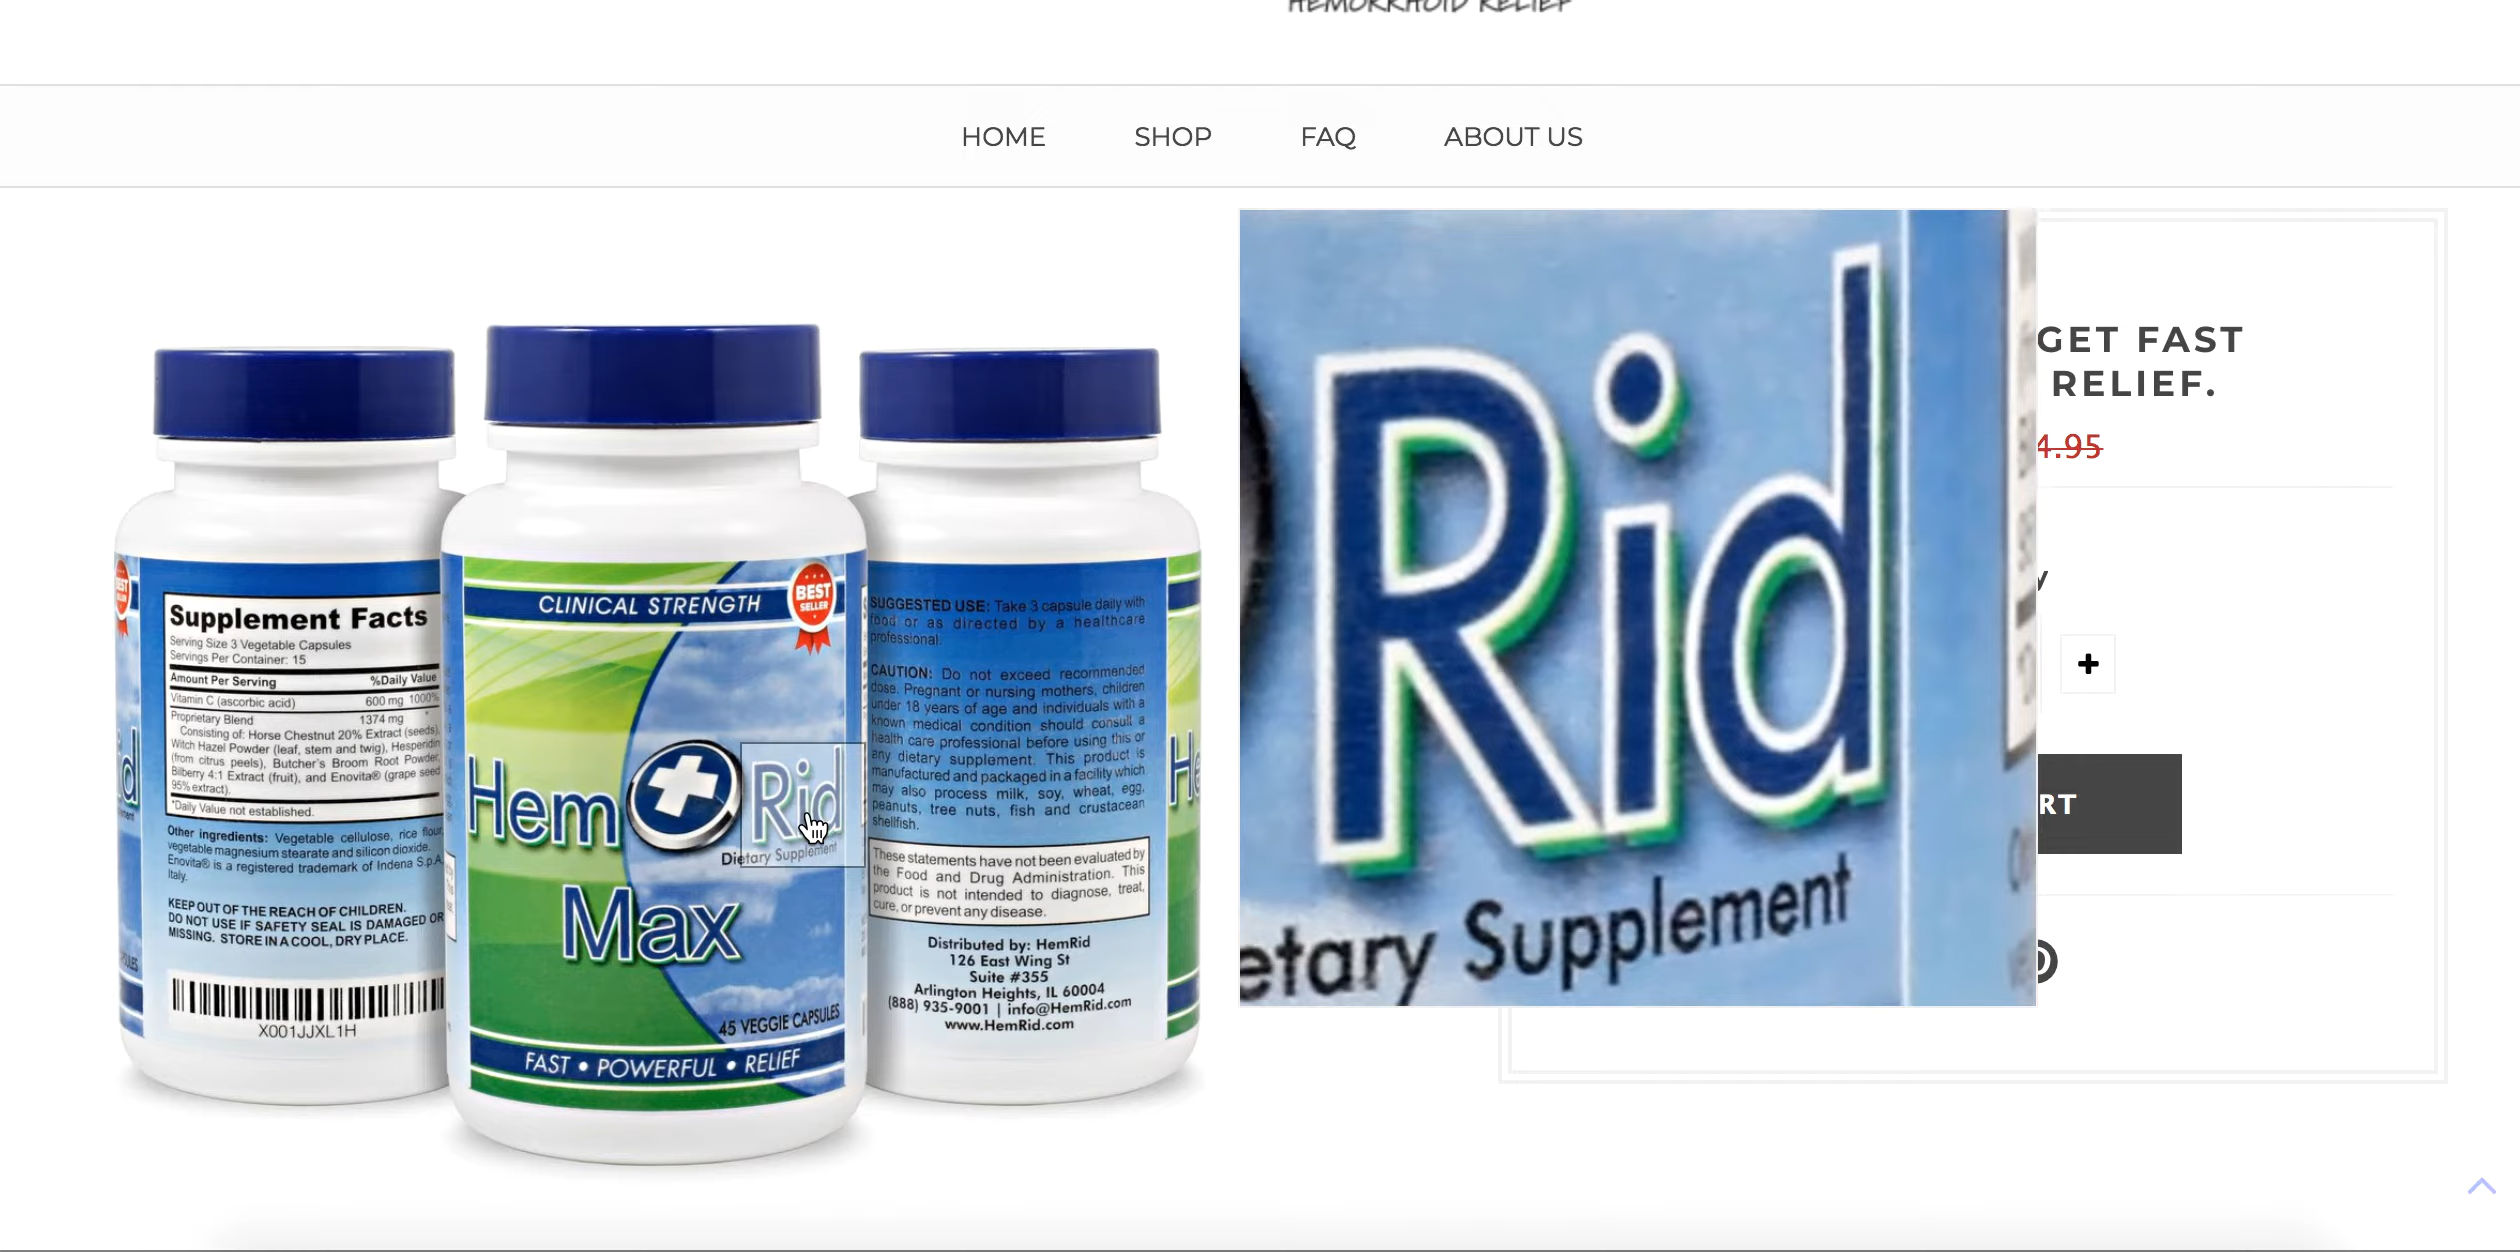 HEMORRHOID RELIEF
HOME SHOP FAQ ABOUT US
BEST
Supplement Facts
Serving Size 3 Vegetable Capsules
Servings Per Container: 15
Amount Per Serving %Daily Value
Vitamin C (ascorbic acid) 600 mg 1000%
Proprietary Blend 1374 mg *
Consisting of: Horse Chestnut 20% Extract (seeds),
Witch Hazel Powder (leaf, stem and twig), Hesperidin
(from citrus peels), Butcher's Broom Root Powder,
Bilberry 4:1 Extract (fruit), and Enovita® (grape seed
95% extract).
*Daily Value not established.
Other ingredients: Vegetable cellulose, rice flour,
vegetable magnesium stearate and silicon dioxide.
Enovita® is a registered trademark of Indena S.p.A.
Italy.
KEEP OUT OF THE REACH OF CHILDREN.
DO NOT USE IF SAFETY SEAL IS DAMAGED OR
MISSING. STORE IN A COOL, DRY PLACE.
X001JJXL1H
CLINICAL STRENGTH
BEST
SELLER
Hem Rid
Dietary Supplement
Max
45 VEGGIE CAPSULES
FAST • POWERFUL • RELIEF
SUGGESTED USE: Take 3 capsule daily with
food or as directed by a healthcare
professional.
CAUTION: Do not exceed recommended
dose. Pregnant or nursing mothers, children
under 18 years of age and individuals with a
known medical condition should consult a
health care professional before using this or
any dietary supplement. This product is
manufactured and packaged in a facility which
may also process milk, soy, wheat, egg,
peanuts, tree nuts, fish and crustacean
shellfish.
These statements have not been evaluated by
the Food and Drug Administration. This
product is not intended to diagnose, treat,
cure, or prevent any disease.
Distributed by: HemRid
126 East Wing St
Suite #355
Arlington Heights, IL 60004
(888) 935-9001 | info@HemRid.com
www.HemRid.com
He
Rid
etary Supplement
GET FAST
RELIEF.
4.95
y
+
RT